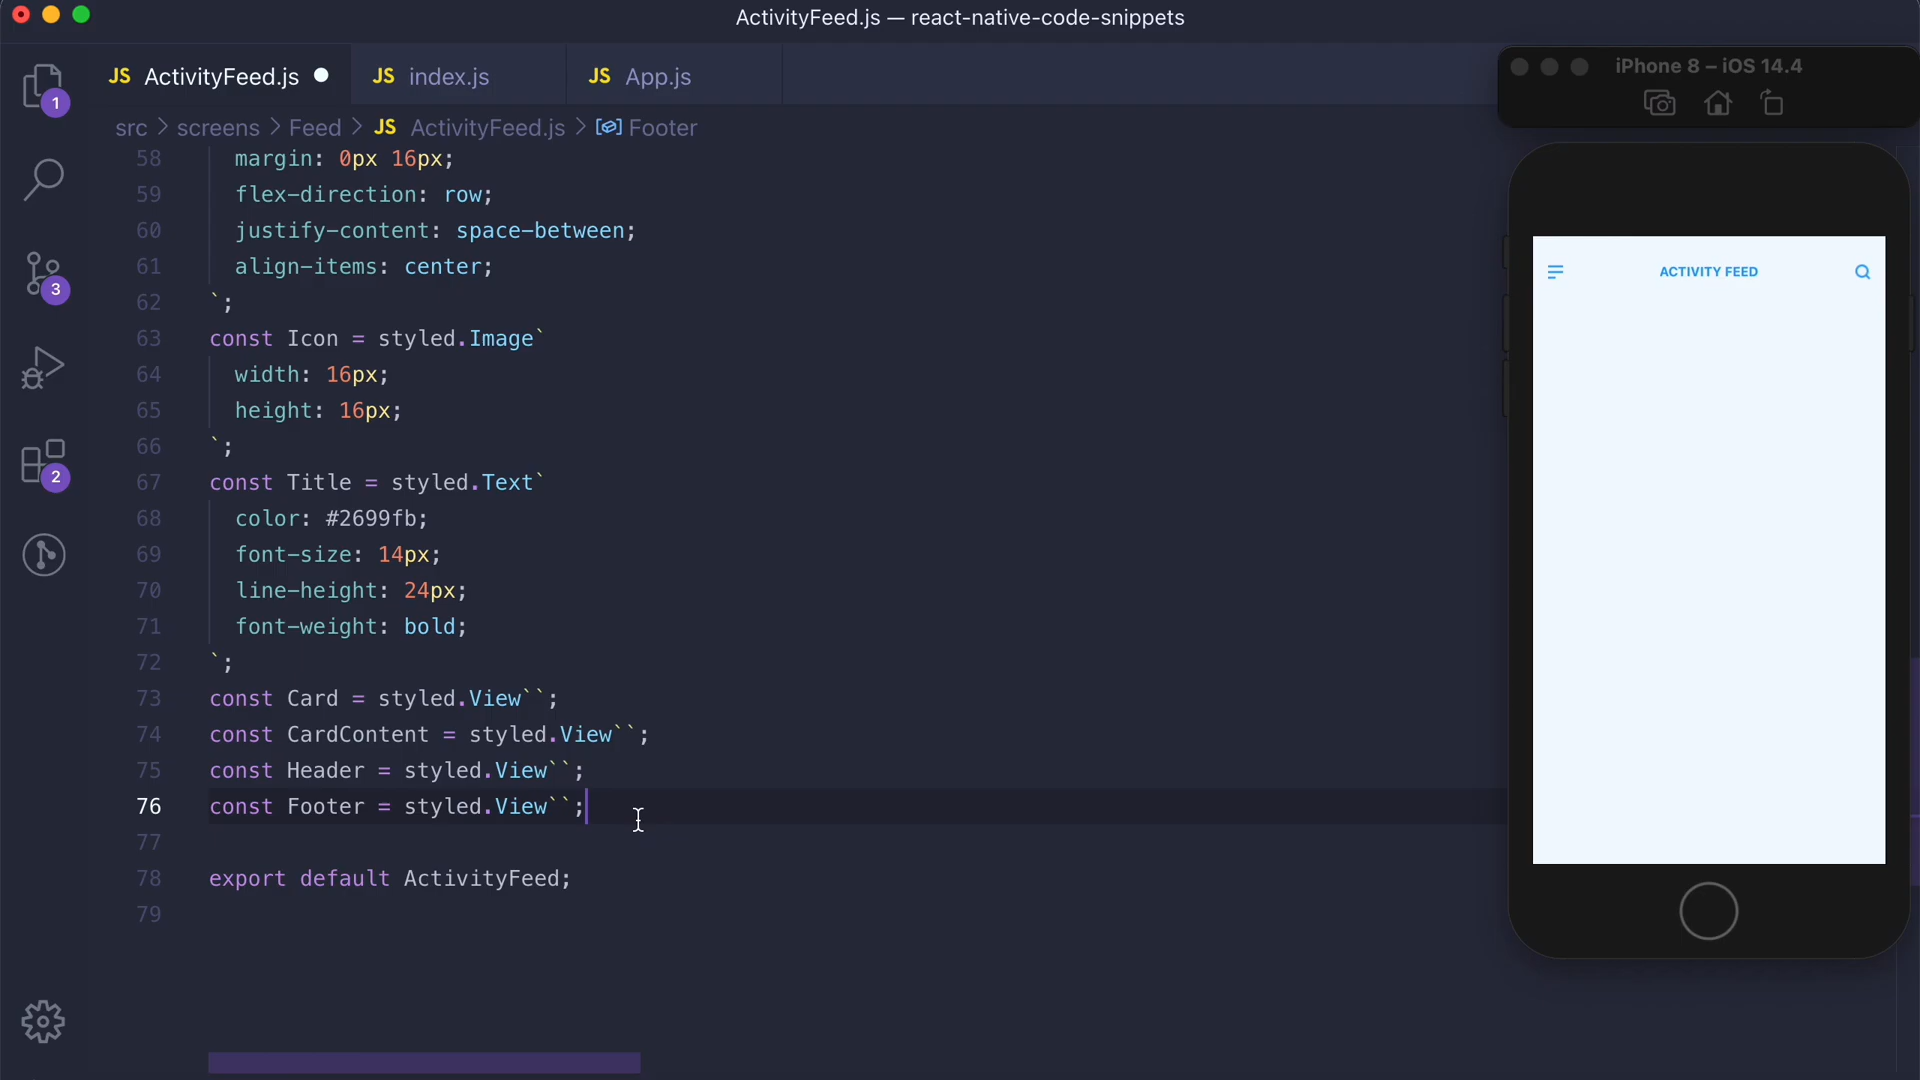 ActivityFeed.js — react-native-code-snippets
JS ActivityFeed.js
JS index.js
JS App.js
iPhone 8 – iOS 14.4
src > screens > Feed > JS ActivityFeed.js > Footer
1
3
2
58 margin: 0px 16px;
59 flex-direction: row;
60 justify-content: space-between;
61 align-items: center;
62 `;
63 const Icon = styled.Image`
64 width: 16px;
65 height: 16px;
66 `;
67 const Title = styled.Text`
68 color: #2699fb;
69 font-size: 14px;
70 line-height: 24px;
71 font-weight: bold;
72 `;
73 const Card = styled.View``;
74 const CardContent = styled.View``;
75 const Header = styled.View``;
76 const Footer = styled.View``;
77
78 export default ActivityFeed;
79
ACTIVITY FEED